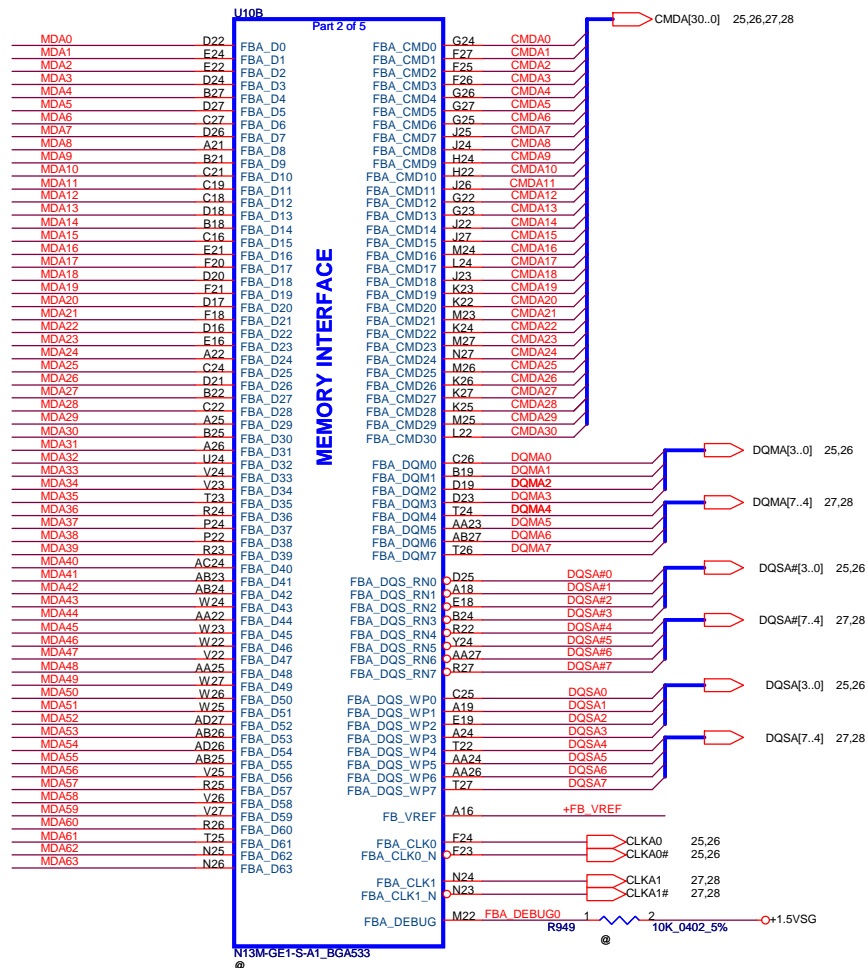 U10B
Part 2 of 5
MDA0 D22 FBA_D0 FBA_CMD0 G24 CMDA0 CMDA[30..0] 25,26,27,28
MDA1 E24 FBA_D1 FBA_CMD1 F27 CMDA1
MDA2 E22 FBA_D2 FBA_CMD2 F25 CMDA2
MDA3 D24 FBA_D3 FBA_CMD3 F26 CMDA3
MDA4 B27 FBA_D4 FBA_CMD4 G26 CMDA4
MDA5 D27 FBA_D5 FBA_CMD5 G27 CMDA5
MDA6 C27 FBA_D6 FBA_CMD6 G25 CMDA6
MDA7 D26 FBA_D7 FBA_CMD7 J25 CMDA7
MDA8 A21 FBA_D8 FBA_CMD8 J24 CMDA8
MDA9 B21 FBA_D9 FBA_CMD9 H24 CMDA9
MDA10 C21 FBA_D10 FBA_CMD10 H22 CMDA10
MDA11 C19 FBA_D11 FBA_CMD11 J26 CMDA11
MDA12 C18 FBA_D12 FBA_CMD12 G22 CMDA12
MDA13 D18 FBA_D13 FBA_CMD13 G23 CMDA13
MDA14 B18 FBA_D14 FBA_CMD14 J22 CMDA14
MDA15 C16 FBA_D15 FBA_CMD15 J27 CMDA15
MDA16 E21 FBA_D16 FBA_CMD16 M24 CMDA16
MDA17 F20 FBA_D17 FBA_CMD17 L24 CMDA17
MDA18 D20 FBA_D18 FBA_CMD18 J23 CMDA18
MDA19 F21 FBA_D19 FBA_CMD19 K23 CMDA19
MDA20 D17 FBA_D20 FBA_CMD20 K22 CMDA20
MDA21 F18 FBA_D21 FBA_CMD21 M23 CMDA21
MDA22 D16 FBA_D22 FBA_CMD22 K24 CMDA22
MDA23 E16 FBA_D23 FBA_CMD23 M27 CMDA23
MDA24 A22 FBA_D24 FBA_CMD24 N27 CMDA24
MDA25 C24 FBA_D25 FBA_CMD25 M26 CMDA25
MDA26 D21 FBA_D26 FBA_CMD26 K26 CMDA26
MDA27 B22 FBA_D27 FBA_CMD27 K27 CMDA27
MDA28 C22 FBA_D28 FBA_CMD28 K25 CMDA28
MDA29 A25 FBA_D29 FBA_CMD29 M25 CMDA29
MDA30 B25 FBA_D30 FBA_CMD30 L22 CMDA30
MEMORY INTERFACE
MDA31 A26 FBA_D31
MDA32 U24 FBA_D32 FBA_DQM0 C26 DQMA0 DQMA[3..0] 25,26
MDA33 V24 FBA_D33 FBA_DQM1 B19 DQMA1
MDA34 V23 FBA_D34 FBA_DQM2 D19 DQMA2
MDA35 T23 FBA_D35 FBA_DQM3 D23 DQMA3
MDA36 R24 FBA_D36 FBA_DQM4 T24 DQMA4 DQMA[7..4] 27,28
MDA37 P24 FBA_D37 FBA_DQM5 AA23 DQMA5
MDA38 P22 FBA_D38 FBA_DQM6 AB27 DQMA6
MDA39 R23 FBA_D39 FBA_DQM7 T26 DQMA7
MDA40 AC24 FBA_D40
MDA41 AB23 FBA_D41 FBA_DQS_RN0 D25 DQSA#0 DQSA#[3..0] 25,26
MDA42 AB24 FBA_D42 FBA_DQS_RN1 A18 DQSA#1
MDA43 W24 FBA_D43 FBA_DQS_RN2 E18 DQSA#2
MDA44 AA22 FBA_D44 FBA_DQS_RN3 B24 DQSA#3
MDA45 W23 FBA_D45 FBA_DQS_RN4 R22 DQSA#4 DQSA#[7..4] 27,28
MDA46 W22 FBA_D46 FBA_DQS_RN5 Y24 DQSA#5
MDA47 V22 FBA_D47 FBA_DQS_RN6 AA27 DQSA#6
MDA48 AA25 FBA_D48 FBA_DQS_RN7 R27 DQSA#7
MDA49 W27 FBA_D49
MDA50 W26 FBA_D50 FBA_DQS_WP0 C25 DQSA0 DQSA[3..0] 25,26
MDA51 W25 FBA_D51 FBA_DQS_WP1 A19 DQSA1
MDA52 AD27 FBA_D52 FBA_DQS_WP2 E19 DQSA2
MDA53 AB26 FBA_D53 FBA_DQS_WP3 A24 DQSA3
MDA54 AD26 FBA_D54 FBA_DQS_WP4 T22 DQSA4 DQSA[7..4] 27,28
MDA55 AB25 FBA_D55 FBA_DQS_WP5 AA24 DQSA5
MDA56 V25 FBA_D56 FBA_DQS_WP6 AA26 DQSA6
MDA57 R25 FBA_D57 FBA_DQS_WP7 T27 DQSA7
MDA58 V26 FBA_D58
MDA59 V27 FBA_D59 FB_VREF A16 +FB_VREF
MDA60 R26 FBA_D60
MDA61 T25 FBA_D61 FBA_CLK0 F24 CLKA0 25,26
MDA62 N25 FBA_D62 FBA_CLK0_N F23 CLKA0# 25,26
MDA63 N26 FBA_D63
FBA_CLK1 N24 CLKA1 27,28
FBA_CLK1_N N23 CLKA1# 27,28
FBA_DEBUG M22 FBA_DEBUG0 1 2 +1.5VSG
R949 10K_0402_5%
@
N13M-GE1-S-A1_BGA533
@